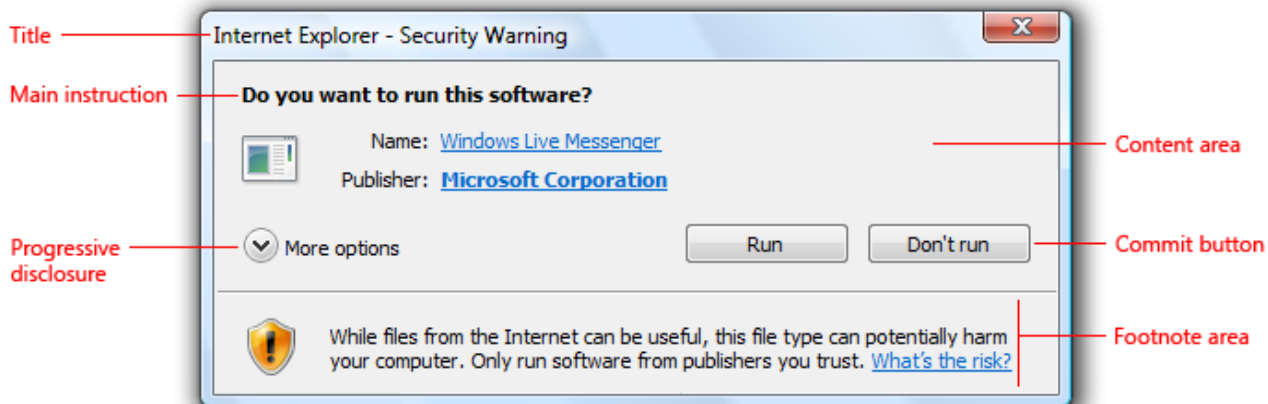 Title
Internet Explorer - Security Warning
Main instruction
Do you want to run this software?
Name: Windows Live Messenger
Content area
Publisher: Microsoft Corporation
Progressive
disclosure
More options
Run
Don't run
Commit button
While files from the Internet can be useful, this file type can potentially harm
your computer. Only run software from publishers you trust. What's the risk?
Footnote area